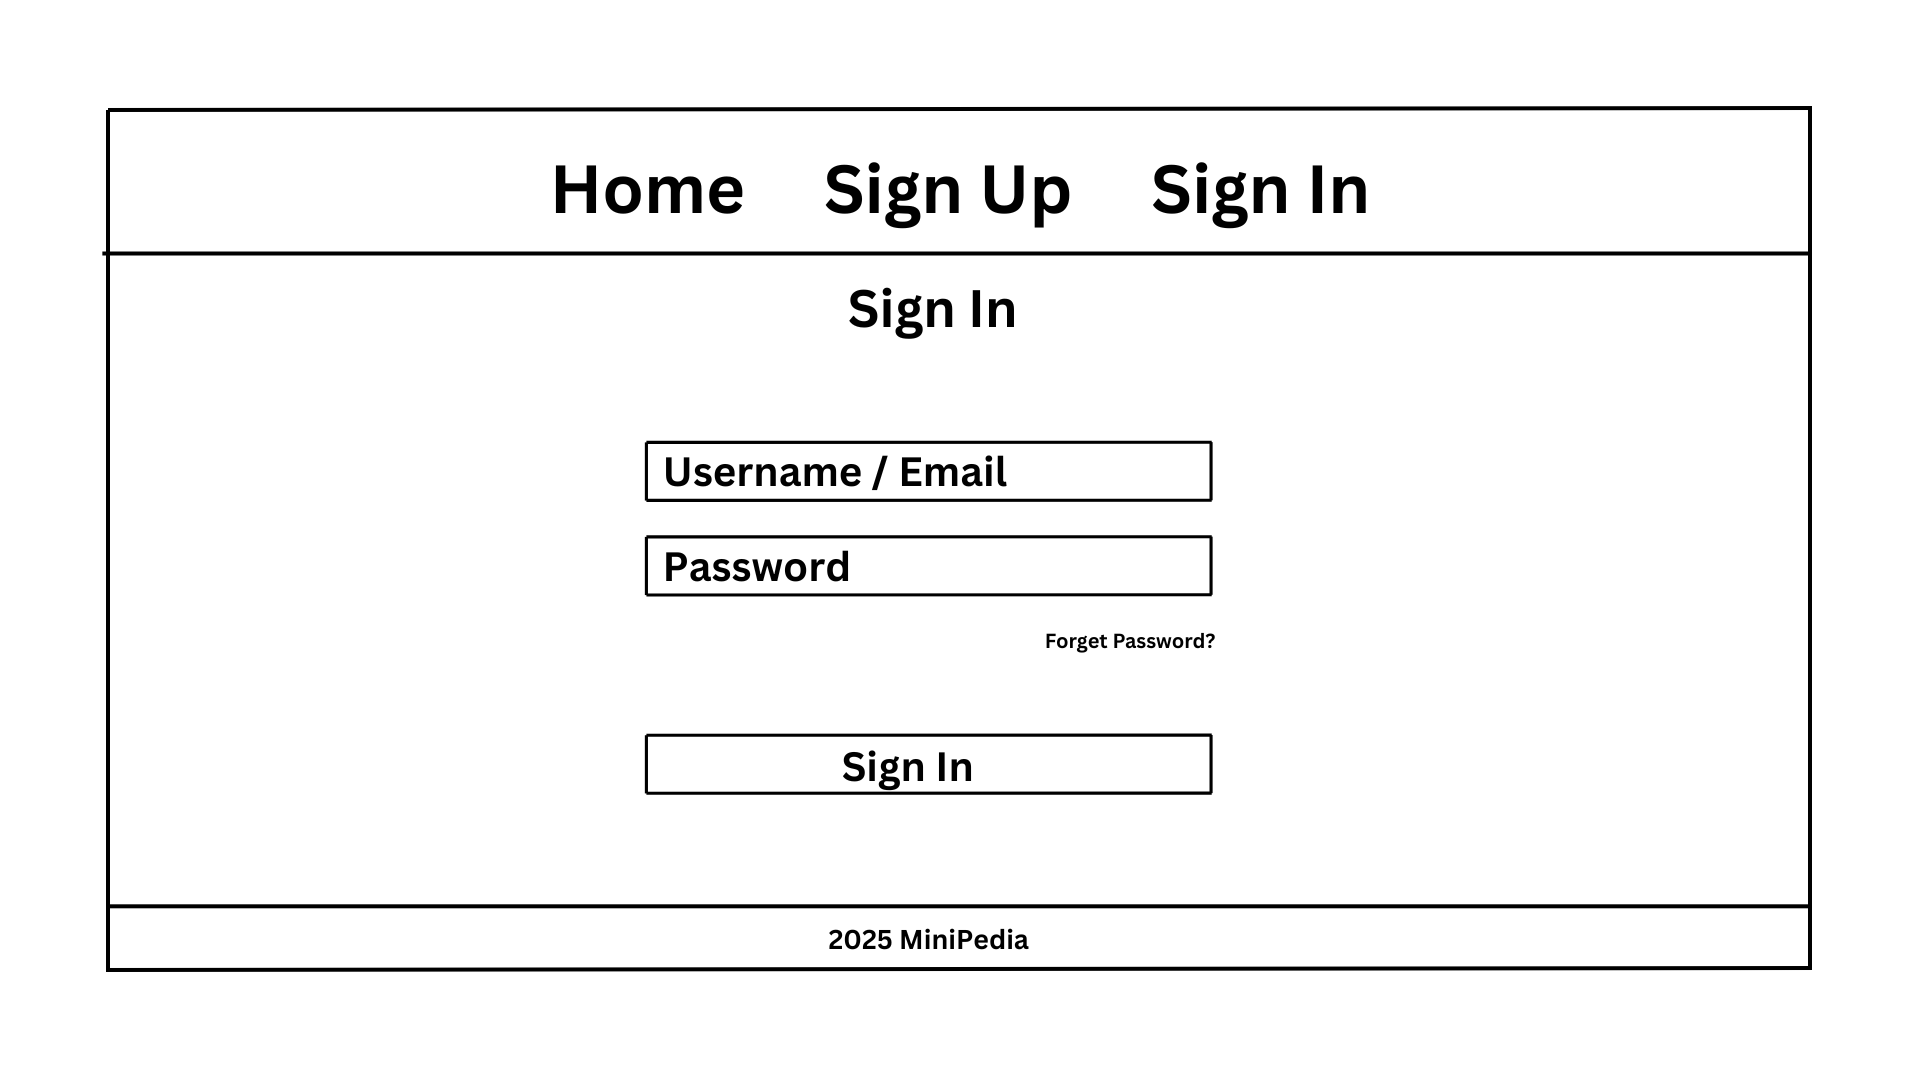 Home Sign Up Sign In
Sign In
Username / Email
Password
Forget Password?
Sign In
2025 MiniPedia